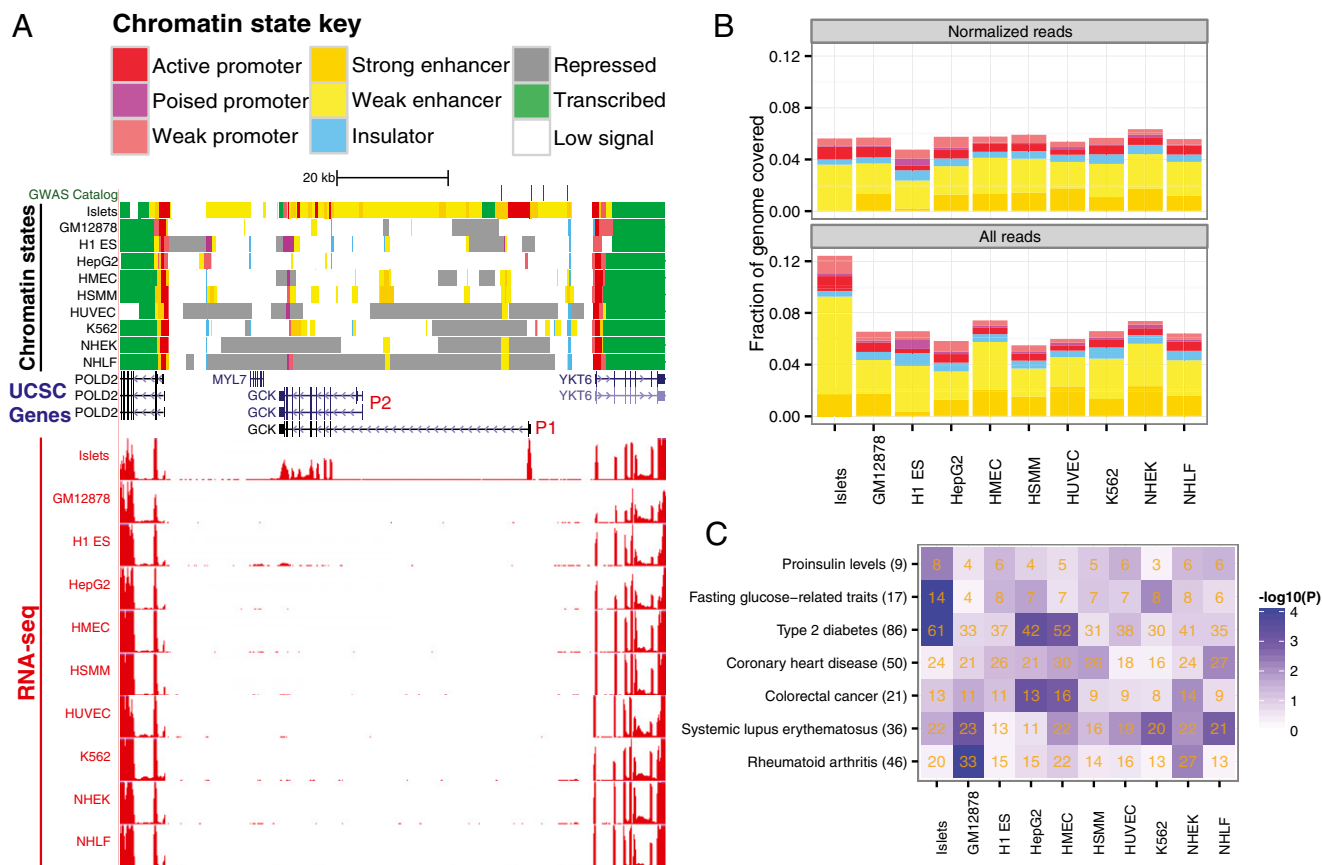 A
Chromatin state key
Active promoter
Strong enhancer
Repressed
Poised promoter
Weak enhancer
Transcribed
Weak promoter
Insulator
Low signal
20 kb
GWAS Catalog
Chromatin states
Islets
GM12878
H1 ES
HepG2
HMEC
HSMM
HUVEC
K562
NHEK
NHLF
UCSC Genes
POLD2
MYL7
YKT6
POLD2
GCK
P2
YKT6
POLD2
GCK
GCK
P1
RNA-seq
Islets
GM12878
H1 ES
HepG2
HMEC
HSMM
HUVEC
K562
NHEK
NHLF
B
Fraction of genome covered
Normalized reads
0.12
0.08
0.04
0.00
All reads
0.12
0.08
0.04
0.00
Islets
GM12878
H1 ES
HepG2
HMEC
HSMM
HUVEC
K562
NHEK
NHLF
C
Proinsulin levels (9) 8 4 6 4 5 5 6 3 6 6
Fasting glucose−related traits (17) 14 4 8 7 7 7 7 8 8 6
Type 2 diabetes (86) 61 33 37 42 52 31 38 30 41 35
Coronary heart disease (50) 24 21 26 21 30 26 18 16 24 27
Colorectal cancer (21) 13 11 11 13 16 9 9 8 14 9
Systemic lupus erythematosus (36) 22 23 13 11 22 16 19 20 22 21
Rheumatoid arthritis (46) 20 33 15 15 22 14 16 13 27 13
Islets
GM12878
H1 ES
HepG2
HMEC
HSMM
HUVEC
K562
NHEK
NHLF
-log10(P)
4
3
2
1
0